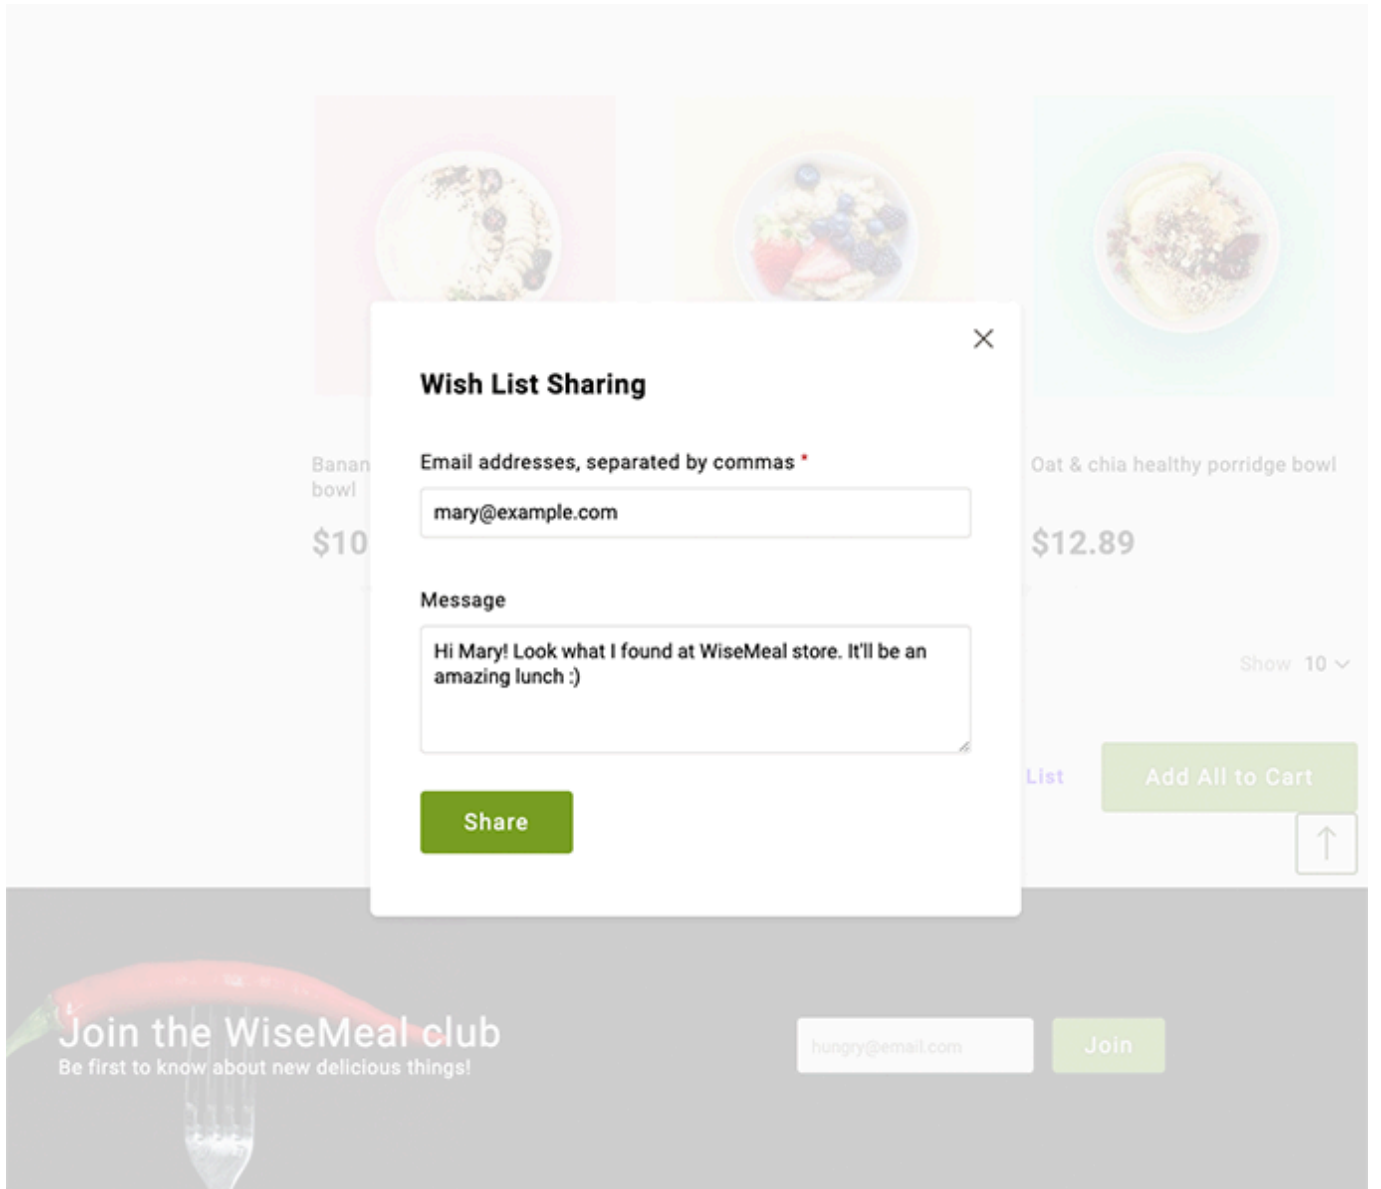 Wish List Sharing
Email addresses, separated by commas *
mary@example.com
Message
Hi Mary! Look what I found at WiseMeal store. It'll be an
amazing lunch :)
Share
bowl
$10
Oat & chia healthy porridge bowl
$12.89
Show 10
List
Add All to Cart
Join the WiseMeal club
Be first to know about new delicious things!
hungry@email.com
Join